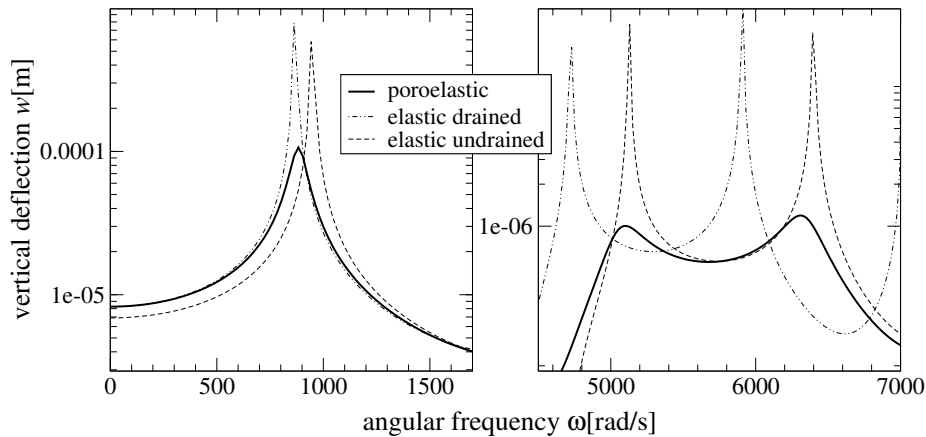 vertical deflection w[m]
0.0001
1e-05
0
500
1000
1500
poroelastic
elastic drained
elastic undrained
1e-06
5000
6000
7000
angular frequency ω[rad/s]